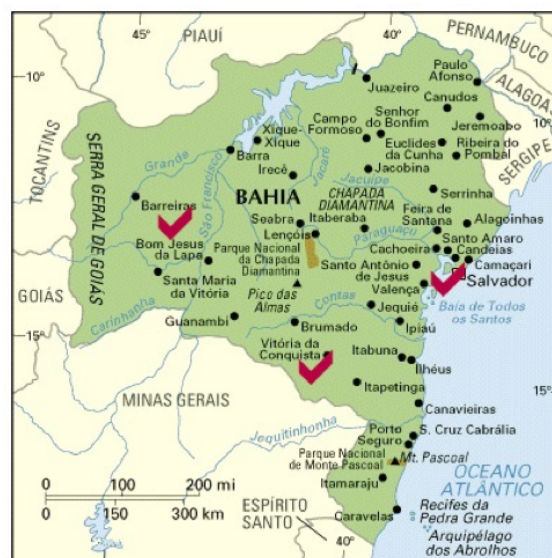 45°
40°
PIAUÍ
PERNAMBUCO
Paulo
Afonso
ALAGOAS
10°
Juazeiro
Canudos
Campo
Formoso
Senhor
do Bonfim
Jeremoabo
10°
Xique-
Xique
Euclides
da Cunha
Ribeira do
Pombal
TOCANTINS
SERRA GERAL DE GOIÁS
Grande
Barra
Irecê
Jacaré
Jacuípe
Jacobina
SERGIPE
São Francisco
BAHIA
CHAPADA
DIAMANTINA
Serrinha
Barreiras
Seabra
Itaberaba
Feira de
Santana
Alagoinhas
Lençóis
Paraguaçu
Bom Jesus
da Lapa
Parque Nacional
da Chapada
Diamantina
Cachoeira
Santo Amaro
Candeias
Camaçari
GOIÁS
Santa Maria
da Vitória
Santo Antônio
de Jesus
Salvador
Pico das
Almas
Contas
Valença
Baía de Todos
os Santos
Carinhanha
Guanambi
Jequié
15°
Brumado
Ipiaú
Vitória da
Conquista
Itabuna
Ilhéus
15°
MINAS GERAIS
Itapetinga
Canavieiras
Jequitinhonha
Porto
Seguro
S. Cruz Cabrália
Parque Nacional
de Monte Pascoal
Mt. Pascoal
OCEANO
ATLÂNTICO
0 100 200 mi
0 150 300 km
Itamaraju
ESPÍRITO
SANTO
Caravelas
Recifes da
Pedra Grande
40°
Arquipélago
dos Abrolhos